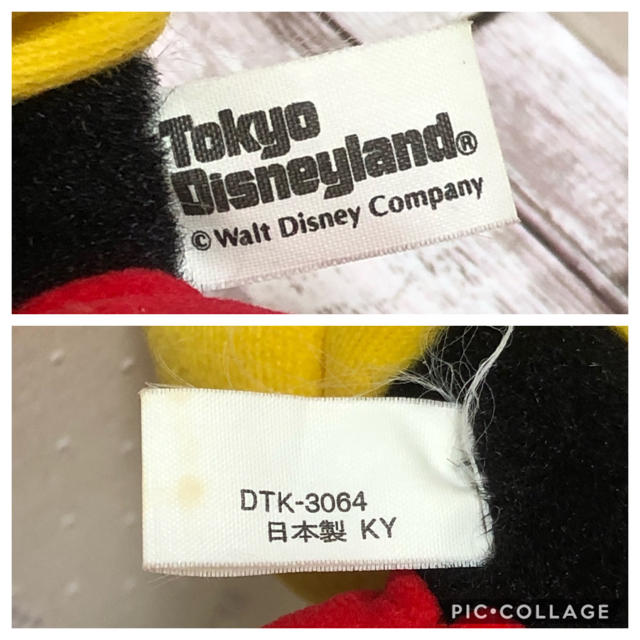 Tokyo
Disneyland®
© Walt Disney Company
DTK-3064
日本製 KY
PIC•COLLAGE